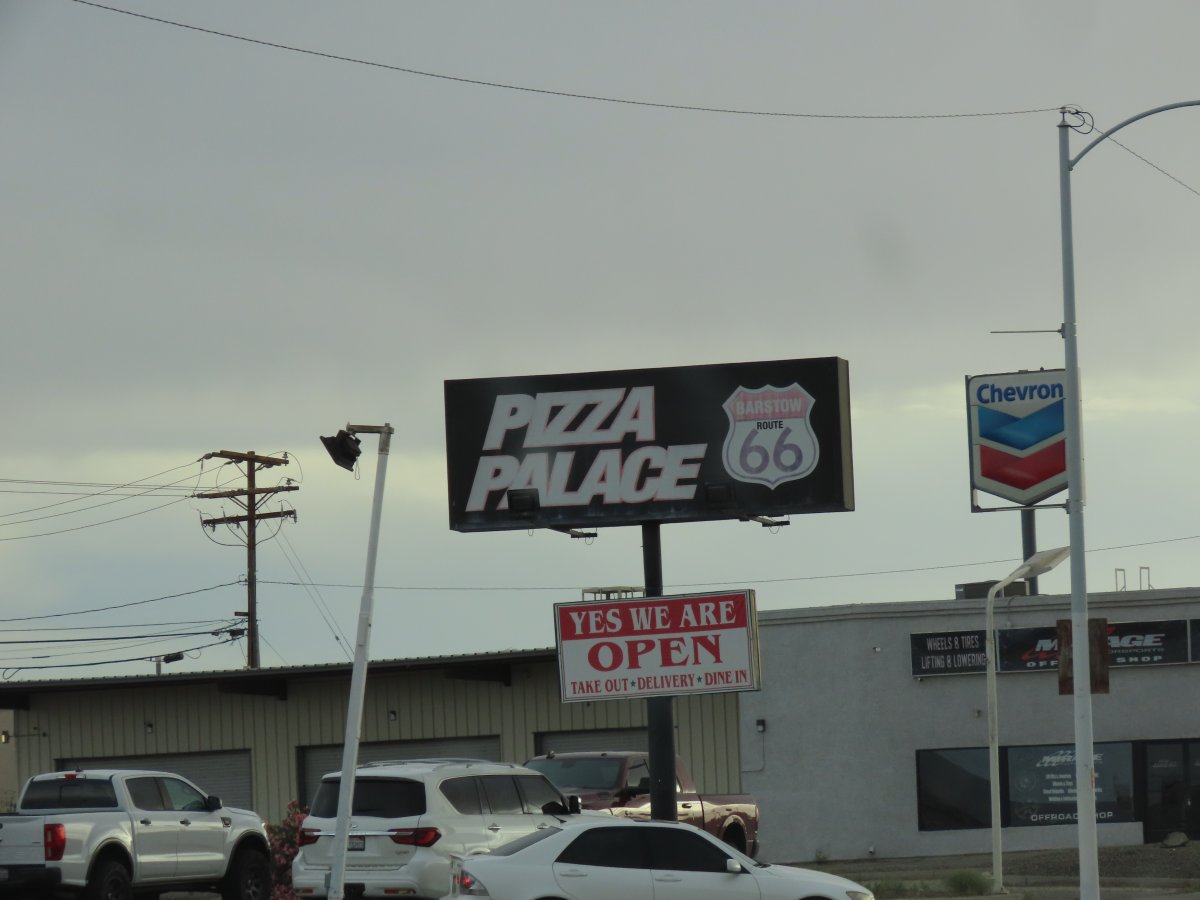 PIZZA
PALACE
BARSTOW
ROUTE
66
Chevron
YES WE ARE
OPEN
TAKE OUT★DELIVERY★DINE IN
WHEELS & TIRES
LIFTING & LOWERING
OFFROAD SHOP